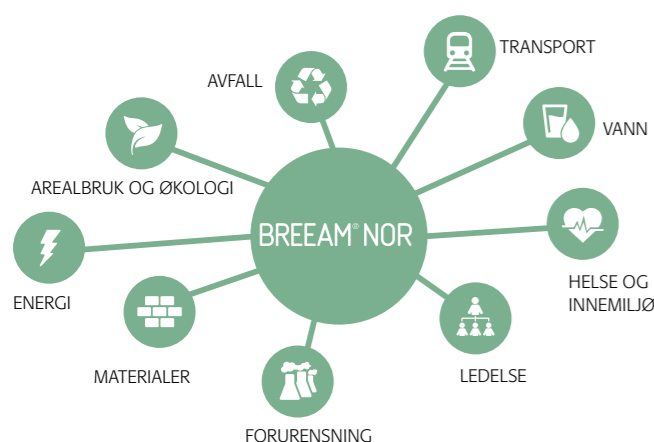 TRANSPORT
AVFALL
VANN
AREALBRUK OG ØKOLOGI
BREEAM® NOR
ENERGI
HELSE OG
INNEMILJØ
MATERIALER
LEDELSE
FORURENSNING